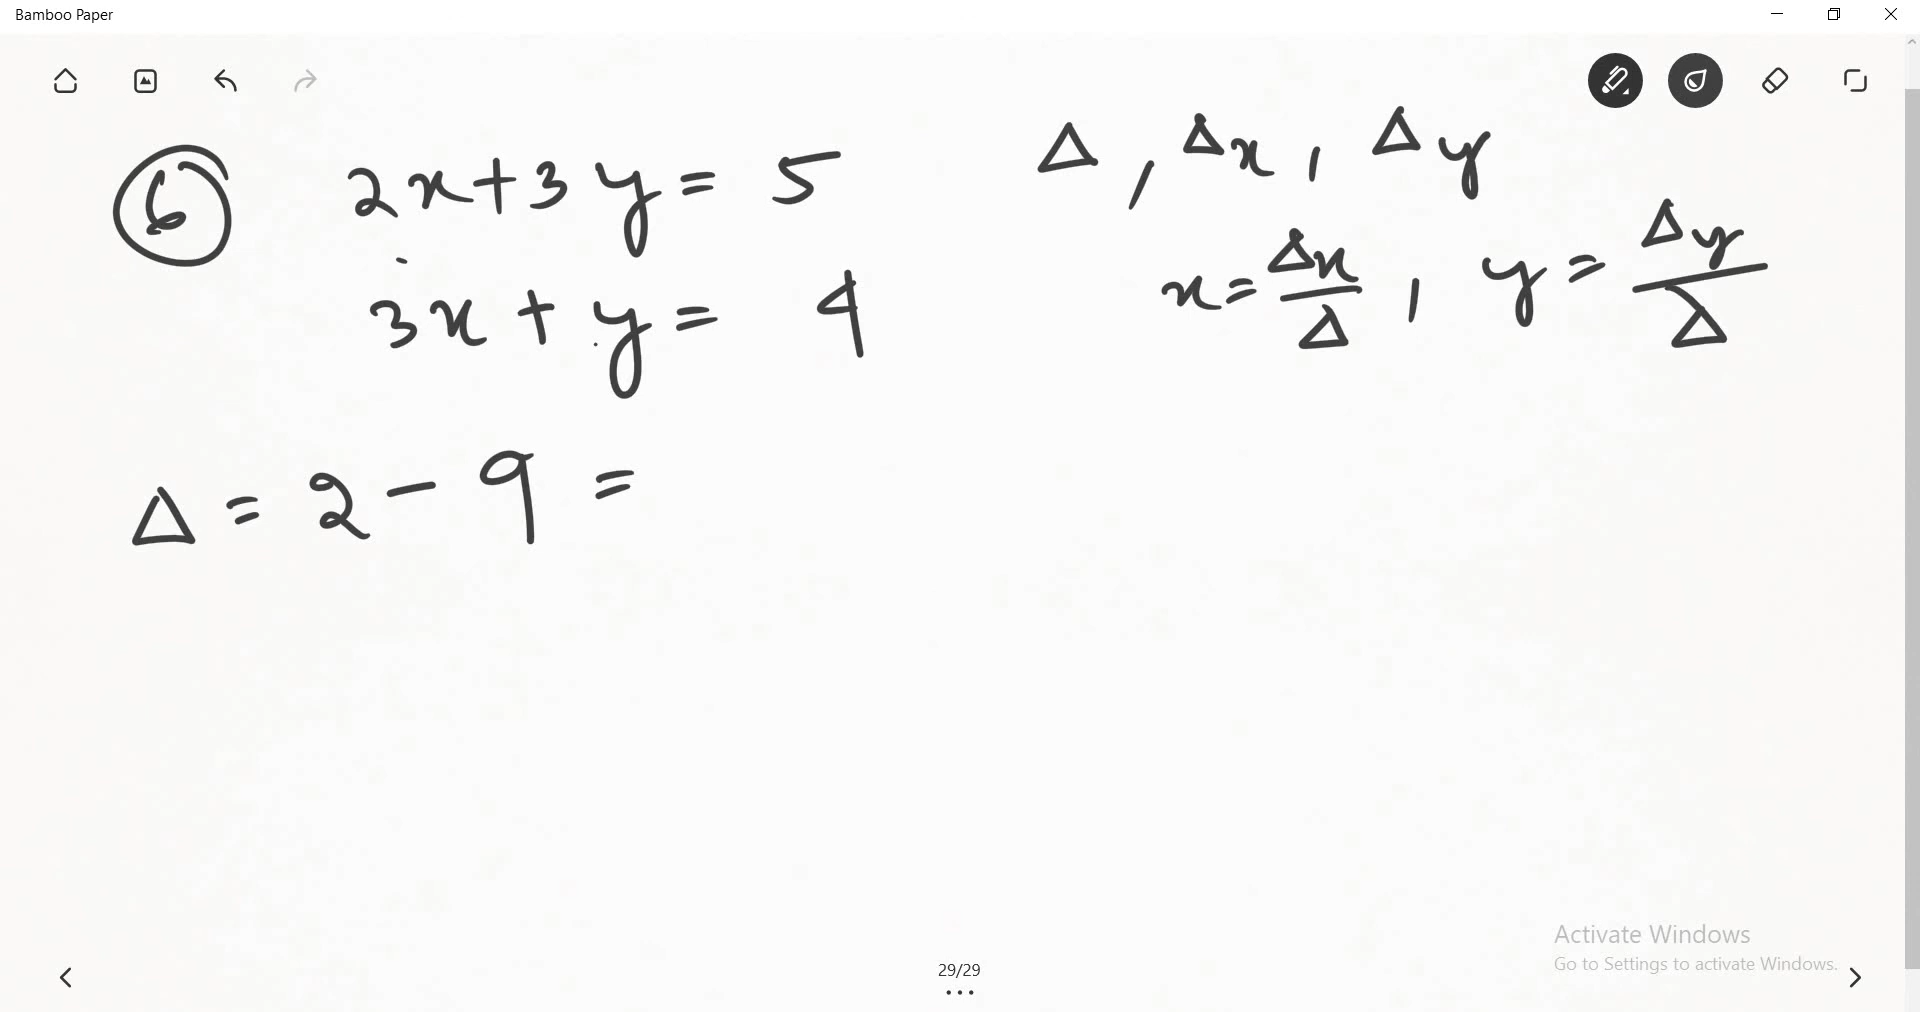 Bamboo Paper
6 2x+3y = 5
3x + y = 4
Δ = 2 - 9 =
Δ, Δx, Δy
x = Δx/Δ, y = Δy/Δ
Activate Windows
Go to Settings to activate Windows.
29/29